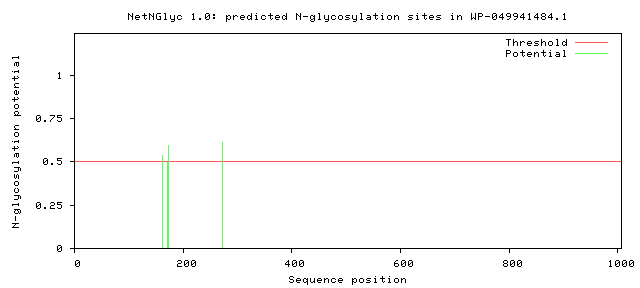 NetNGlyc 1.0: predicted N-glycosylation sites in WP-049941484.1
Threshold
Potential
N-glycosylation potential
1
0.75
0.5
0.25
0
0 200 400 600 800 1000
Sequence position